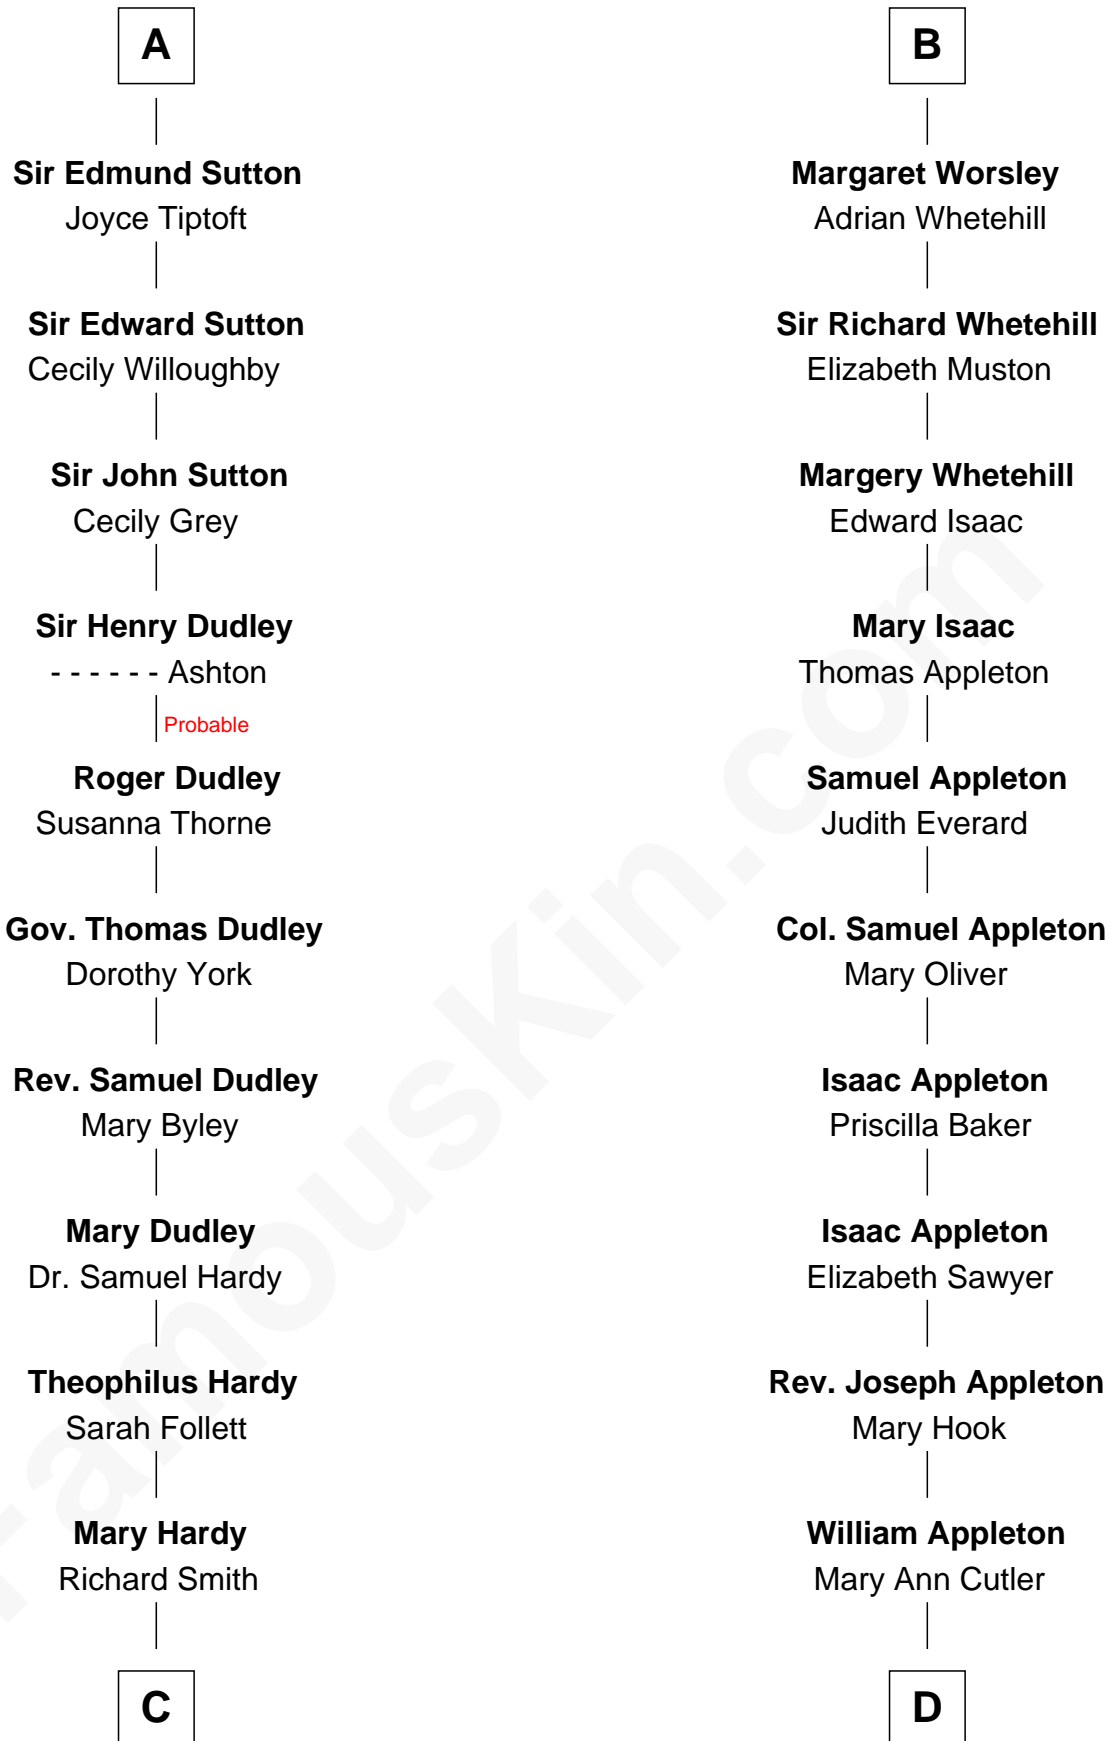 A
Sir Edmund Sutton
Joyce Tiptoft
Sir Edward Sutton
Cecily Willoughby
Sir John Sutton
Cecily Grey
Sir Henry Dudley
- - - - - - Ashton
Probable
Roger Dudley
Susanna Thorne
Gov. Thomas Dudley
Dorothy York
Rev. Samuel Dudley
Mary Byley
Mary Dudley
Dr. Samuel Hardy
Theophilus Hardy
Sarah Follett
Mary Hardy
Richard Smith
C
B
Margaret Worsley
Adrian Whetehill
Sir Richard Whetehill
Elizabeth Muston
Margery Whetehill
Edward Isaac
Mary Isaac
Thomas Appleton
Samuel Appleton
Judith Everard
Col. Samuel Appleton
Mary Oliver
Isaac Appleton
Priscilla Baker
Isaac Appleton
Elizabeth Sawyer
Rev. Joseph Appleton
Mary Hook
William Appleton
Mary Ann Cutler
D
FamousKin.com